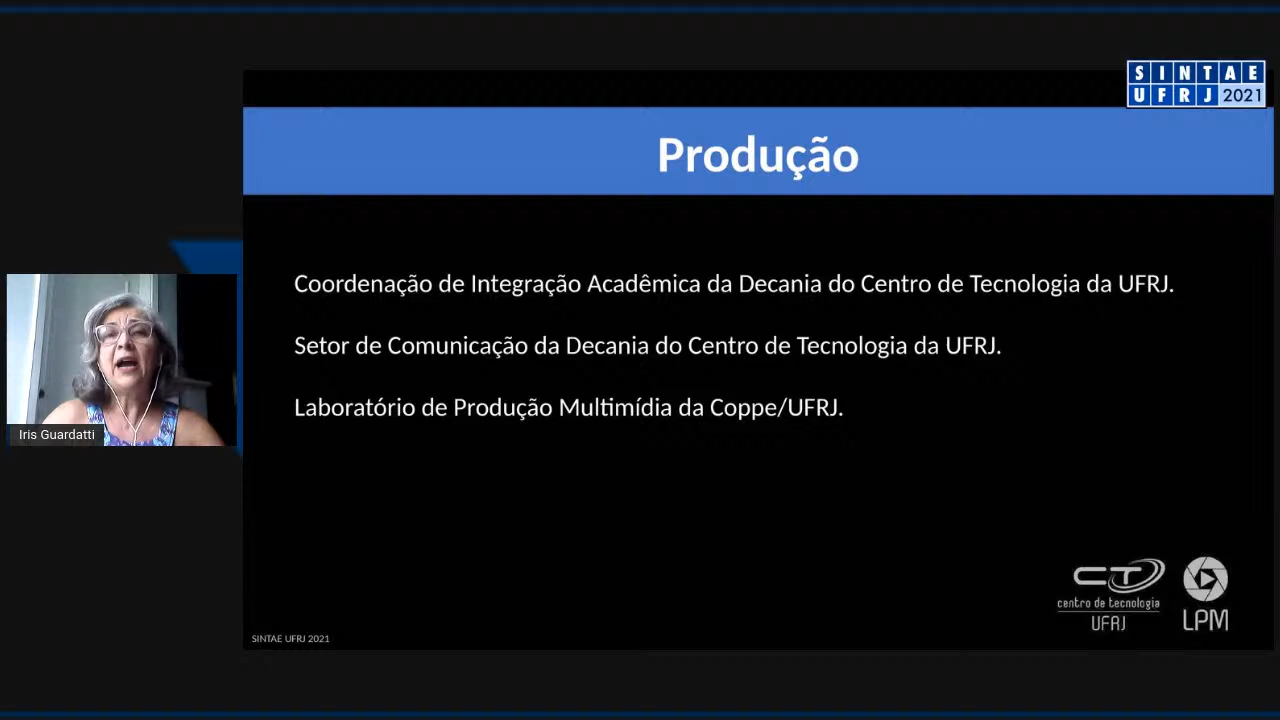 SINTAE
UFRJ 2021
Produção
Coordenação de Integração Acadêmica da Decania do Centro de Tecnologia da UFRJ.
Setor de Comunicação da Decania do Centro de Tecnologia da UFRJ.
Laboratório de Produção Multimídia da Coppe/UFRJ.
Iris Guardatti
CT
centro de tecnologia
UFRJ
LPM
SINTAE UFRJ 2021